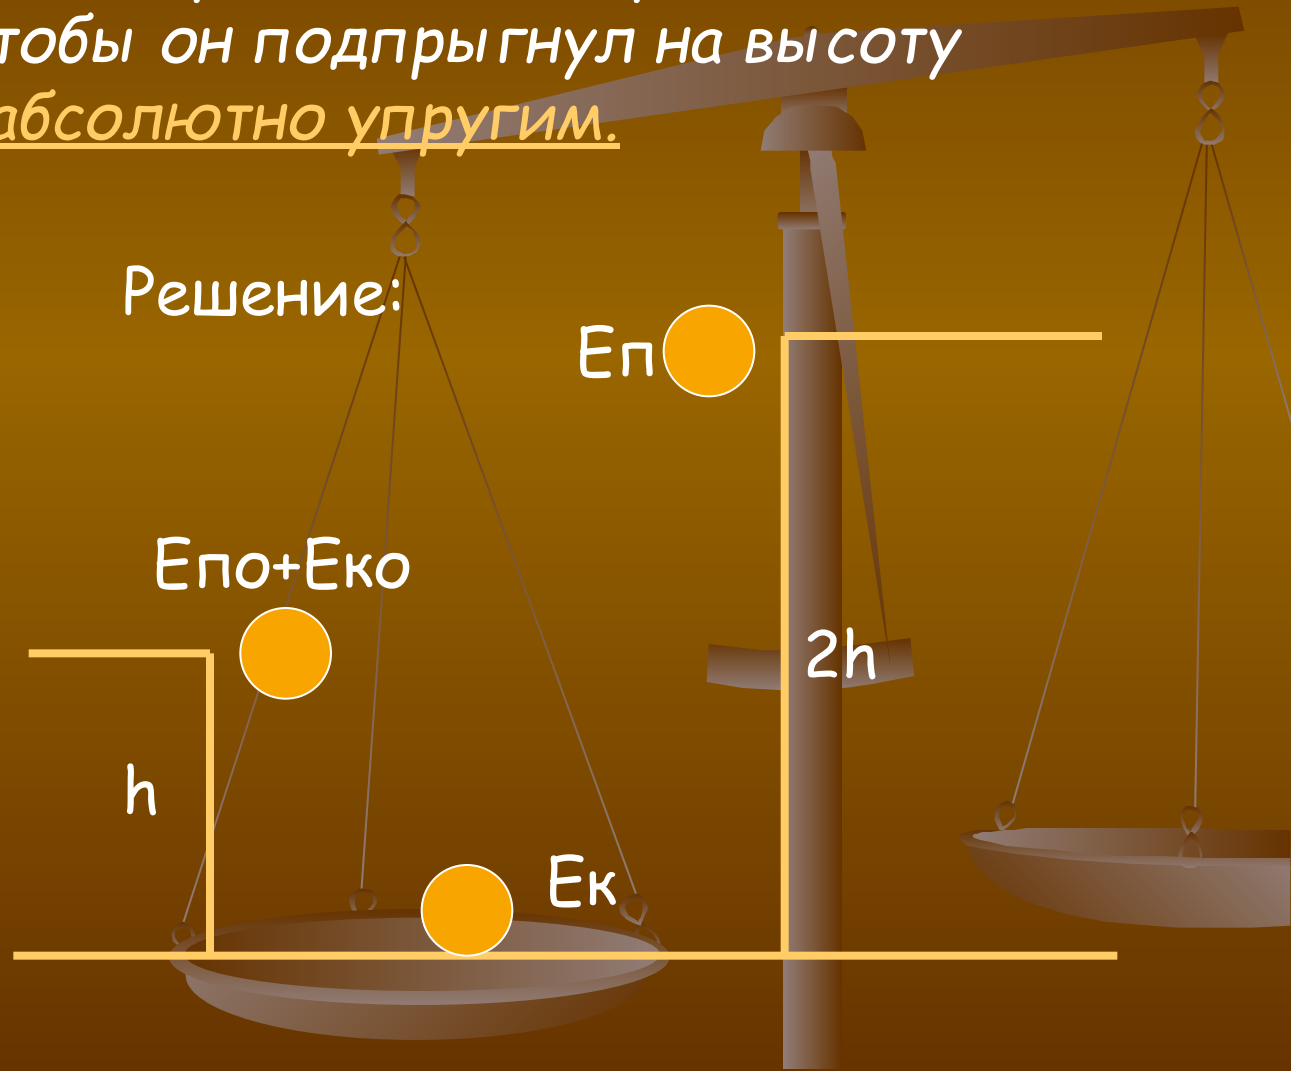 тобы он подпрыгнул на высоту
абсолютно упругим.
Решение:
Еп
Епо+Еко
2h
h
Ек